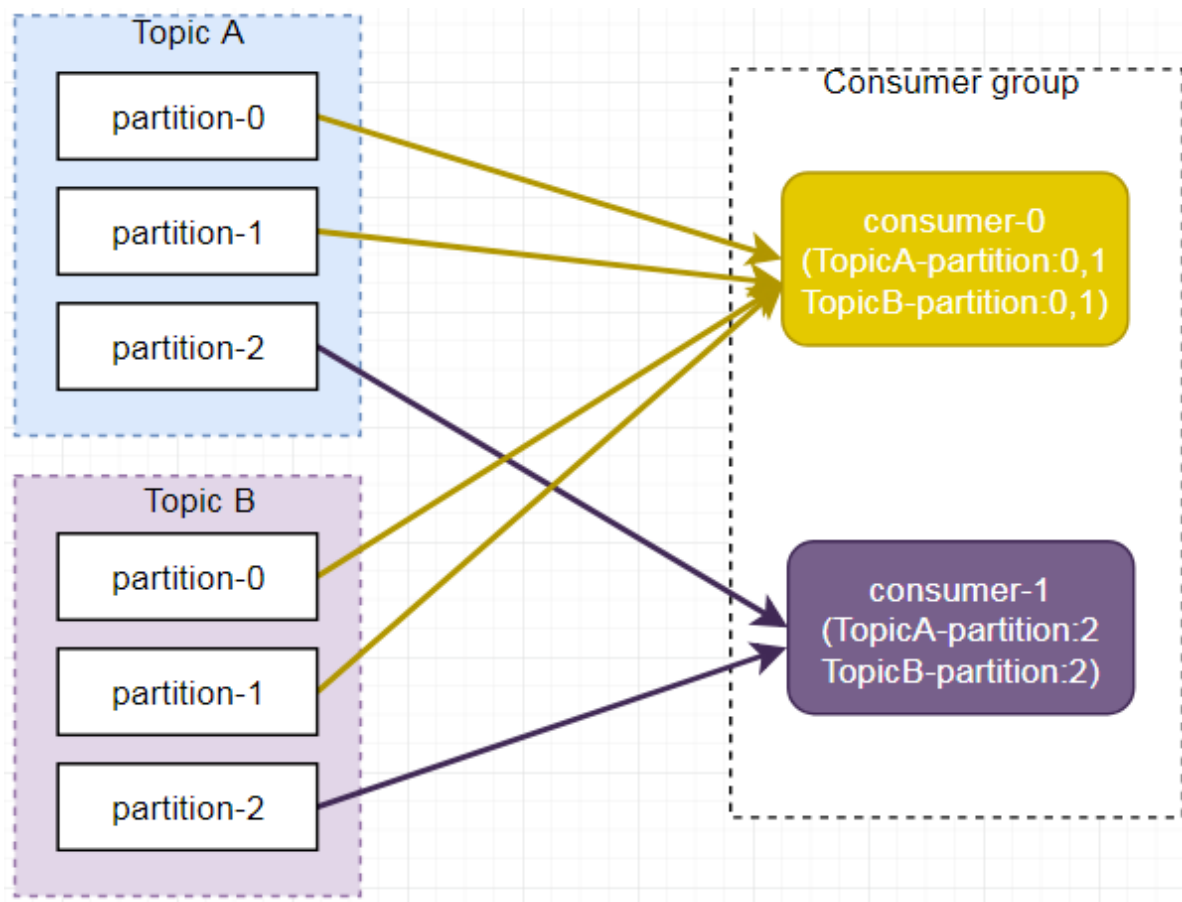 Topic A
partition-0
partition-1
partition-2
Topic B
partition-0
partition-1
partition-2
Consumer group
consumer-0
(TopicA-partition:0,1
TopicB-partition:0,1)
consumer-1
(TopicA-partition:2
TopicB-partition:2)